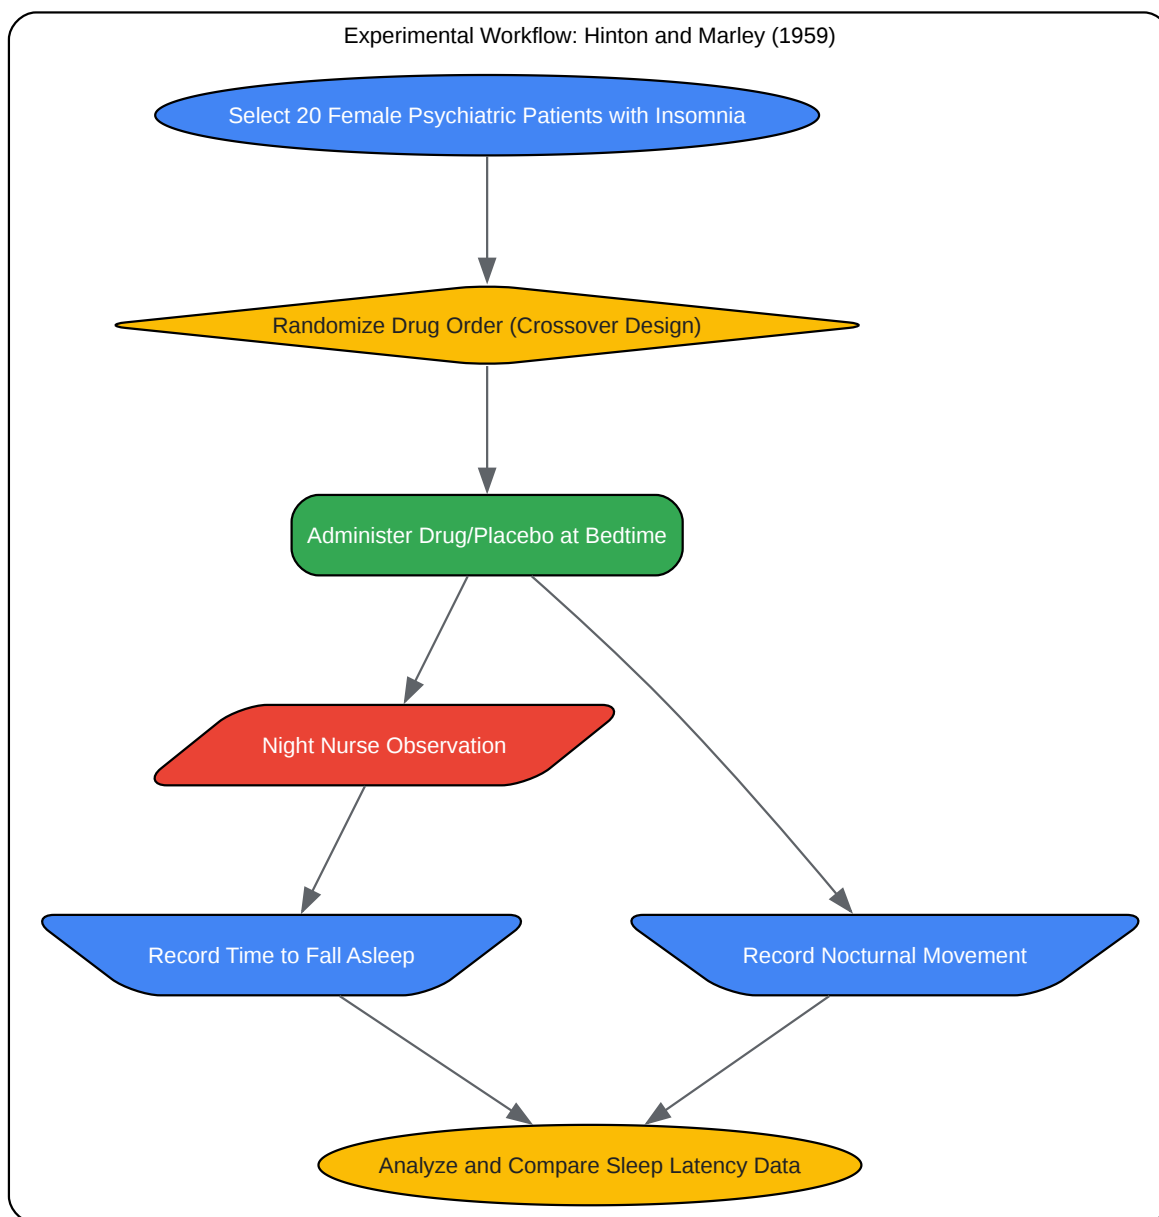 Experimental Workflow: Hinton and Marley (1959)
Select 20 Female Psychiatric Patients with Insomnia
Randomize Drug Order (Crossover Design)
Administer Drug/Placebo at Bedtime
Night Nurse Observation
Record Time to Fall Asleep
Record Nocturnal Movement
Analyze and Compare Sleep Latency Data